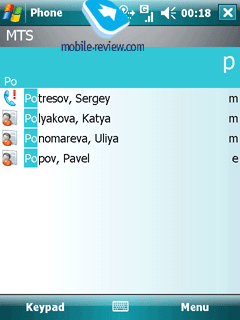 Phone G 00:18
mobile-review.com
MTS
p
Po
Potresov, Sergey m
Polyakova, Katya m
Ponomareva, Uliya m
Popov, Pavel e
Keypad Menu